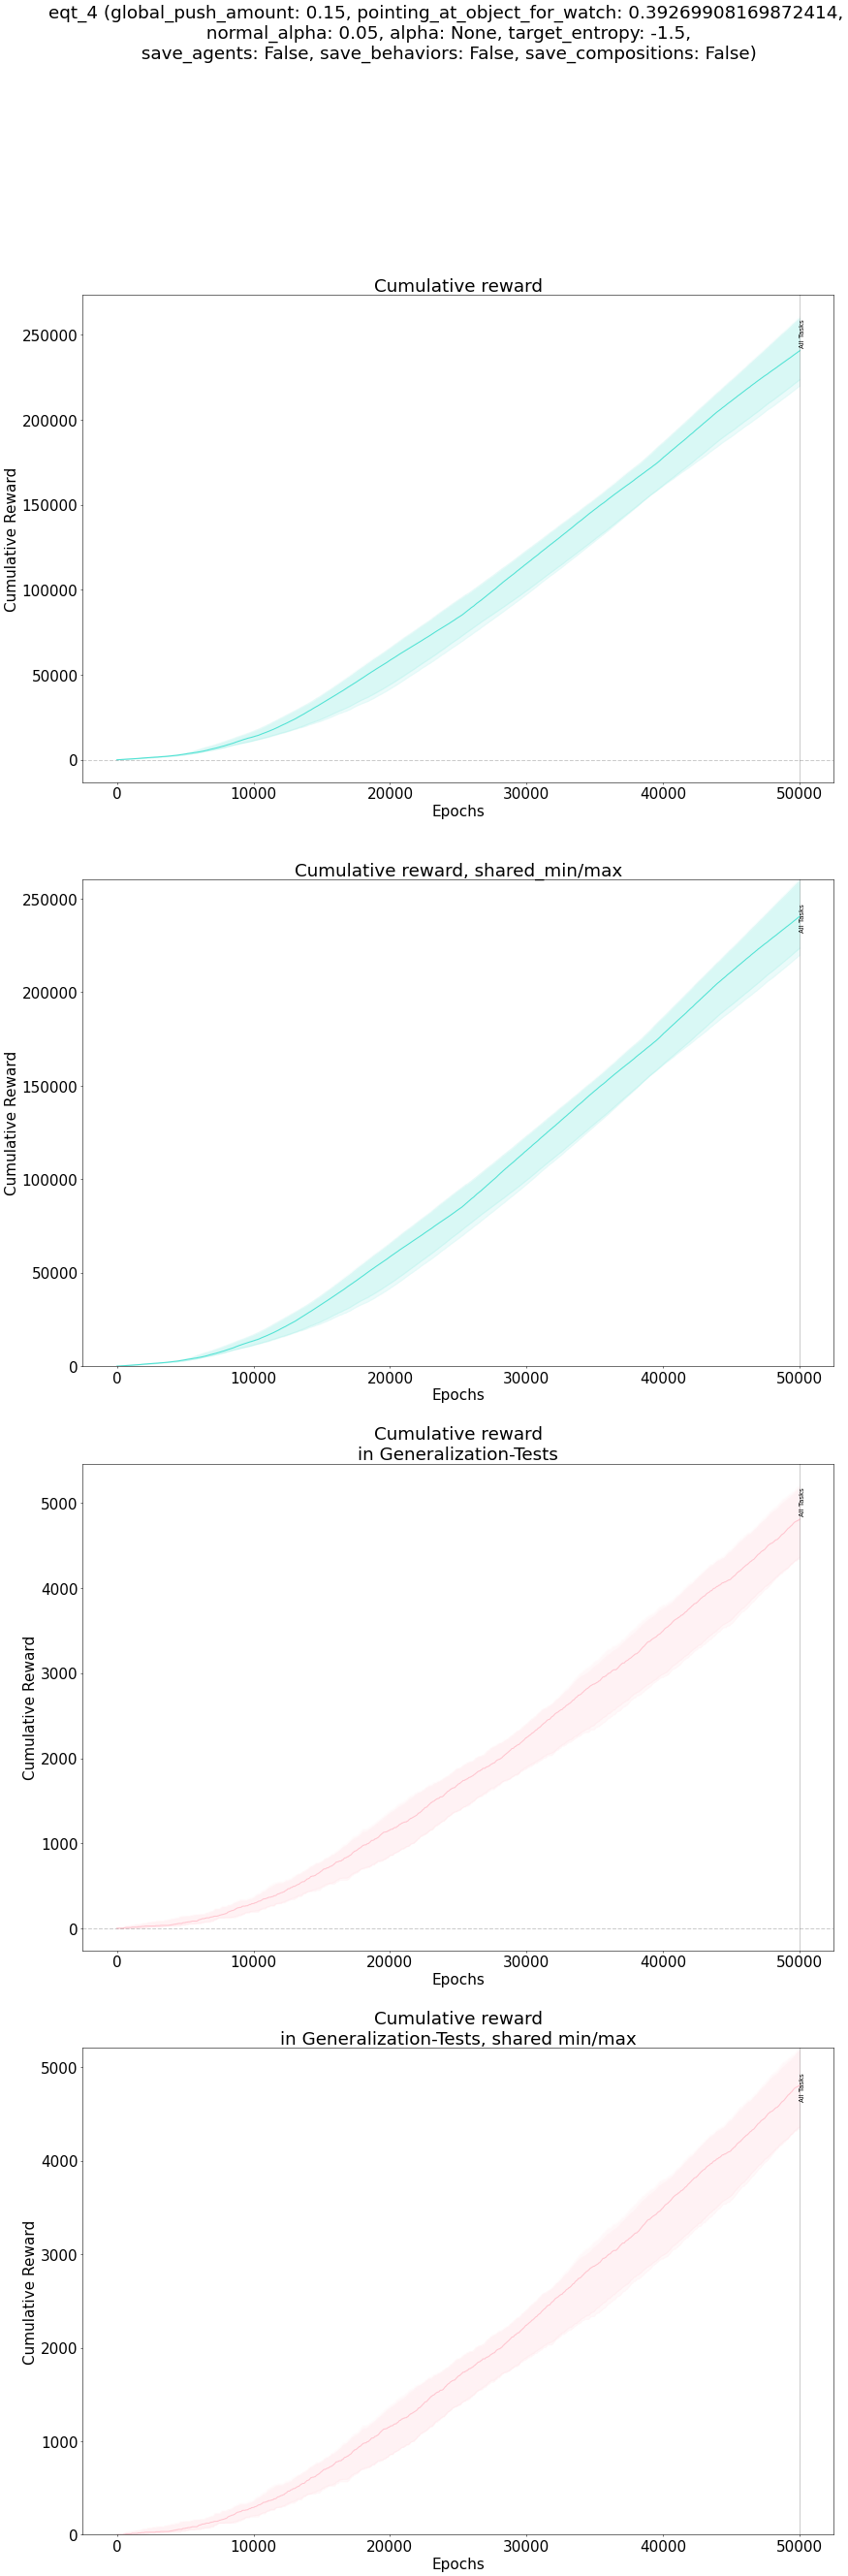 eqt_4 (global_push_amount: 0.15, pointing_at_object_for_watch: 0.39269908169872414,
normal_alpha: 0.05, alpha: None, target_entropy: -1.5,
save_agents: False, save_behaviors: False, save_compositions: False)
Cumulative reward
250000
200000
150000
100000
50000
0
Cumulative Reward
All Tasks
0 10000 20000 30000 40000 50000
Epochs
Cumulative reward, shared_min/max
250000
200000
150000
100000
50000
0
Cumulative Reward
All Tasks
0 10000 20000 30000 40000 50000
Epochs
Cumulative reward
in Generalization-Tests
5000
4000
3000
2000
1000
0
Cumulative Reward
All Tasks
0 10000 20000 30000 40000 50000
Epochs
Cumulative reward
in Generalization-Tests, shared min/max
5000
4000
3000
2000
1000
0
Cumulative Reward
All Tasks
0 10000 20000 30000 40000 50000
Epochs